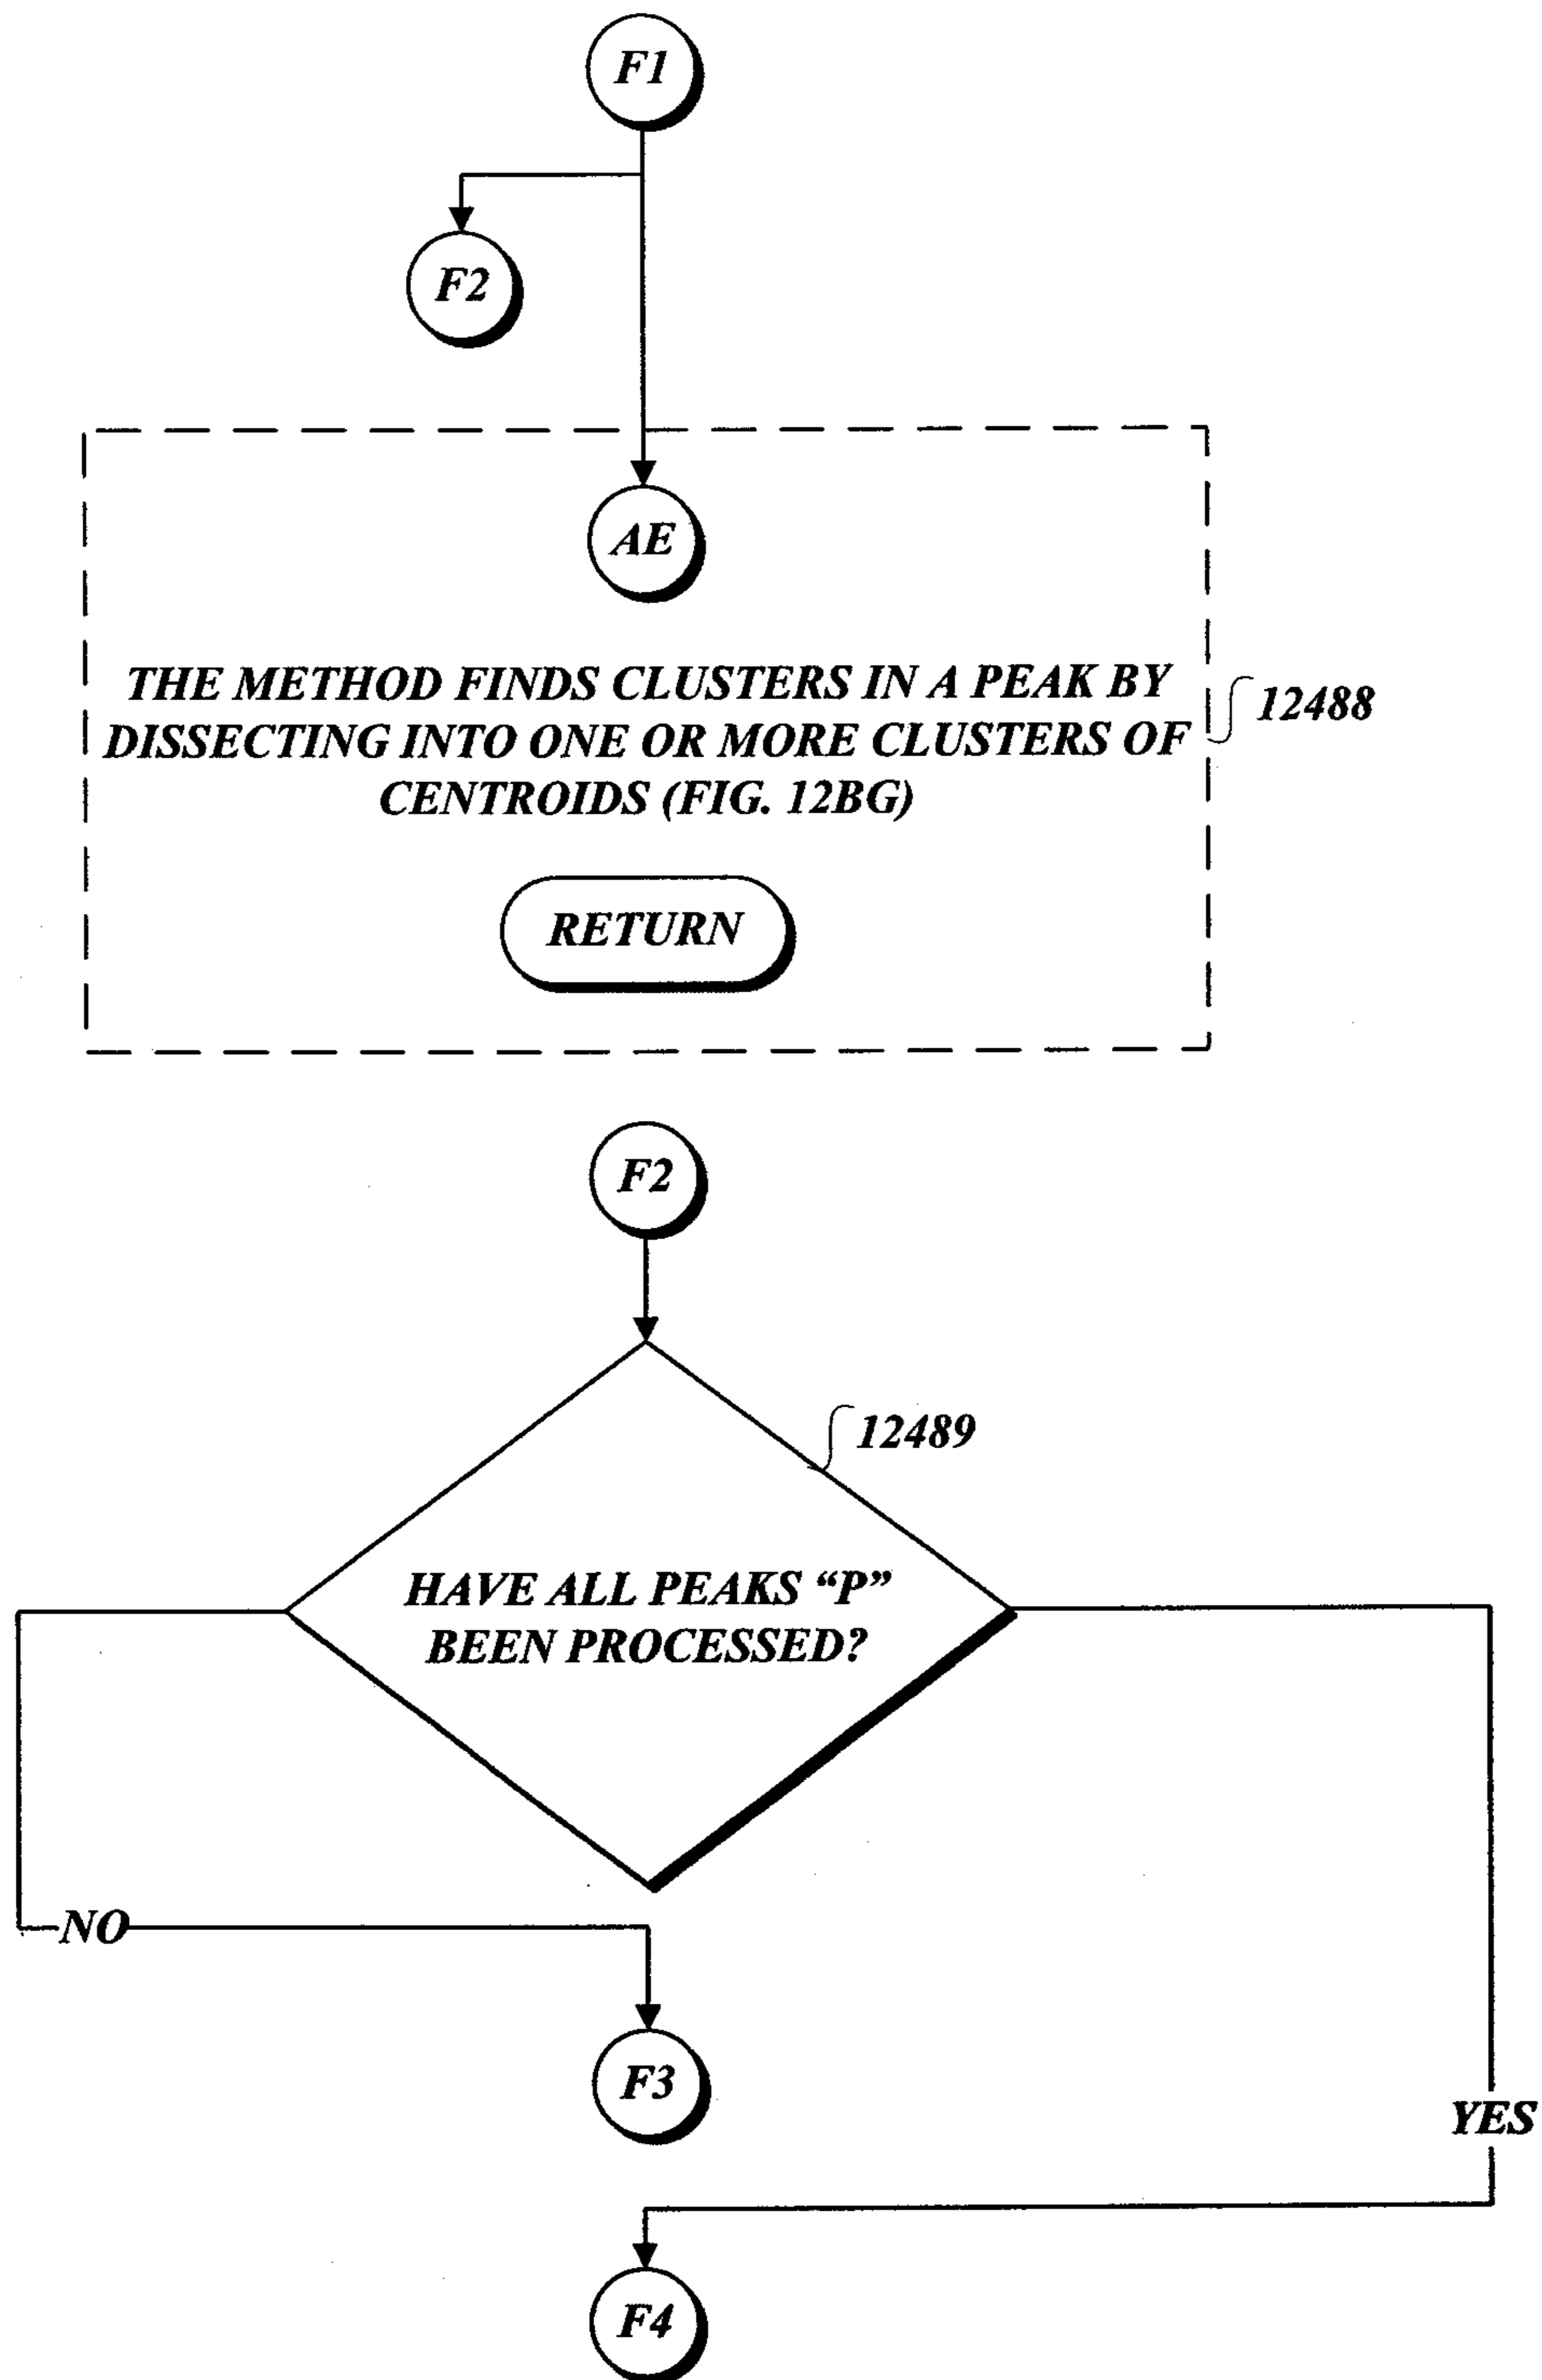 F1
F2
AE
THE METHOD FINDS CLUSTERS IN A PEAK BY
DISSECTING INTO ONE OR MORE CLUSTERS OF
CENTROIDS (FIG. 12BG)
12488
RETURN
F2
12489
HAVE ALL PEAKS “P”
BEEN PROCESSED?
NO
F3
YES
F4